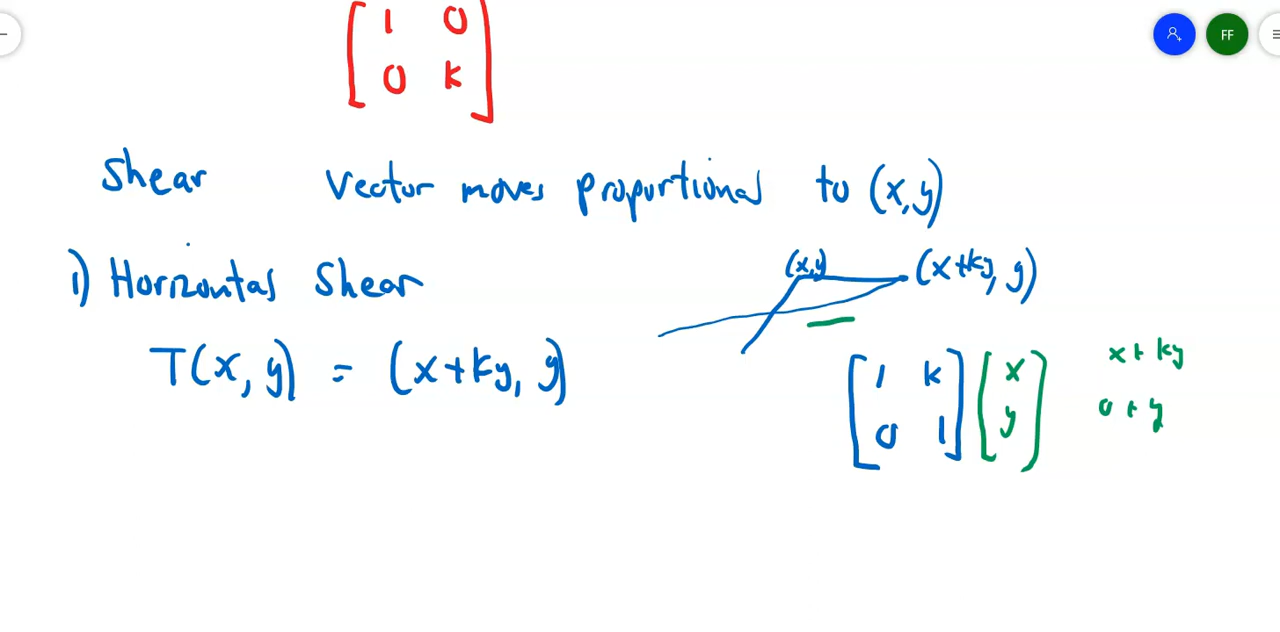 FF
1 0
0 k
Shear Vector moves proportional to (x,y)
1) Horizontal Shear
(x,y) (x+ky, y)
T(x, y) = (x+ky, y)
1 k x
0 1 y
x + ky
0 + y